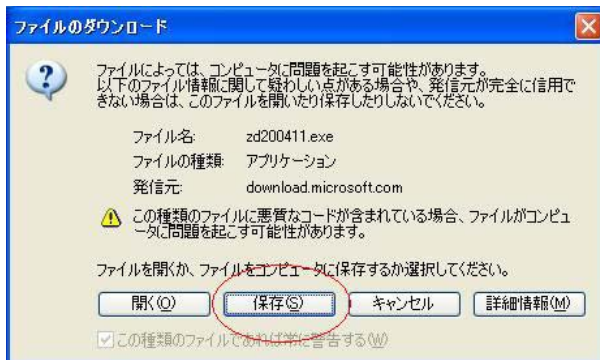 ファイルのダウンロード
ファイルによっては、コンピュータに問題を起こす可能性があります。
以下のファイル情報に関して疑わしい点がある場合や、発信元が完全に信用で
きない場合は、このファイルを開いたり保存したりしないでください。
ファイル名: zd200411.exe
ファイルの種類: アプリケーション
発信元: download.microsoft.com
この種類のファイルに悪質なコードが含まれている場合、ファイルがコンピュ
ータに問題を起こす可能性があります。
ファイルを開くか、ファイルをコンピュータに保存するか選択してください。
開く(O) 保存(S) キャンセル 詳細情報(M)
この種類のファイルであれば常に警告する(W)